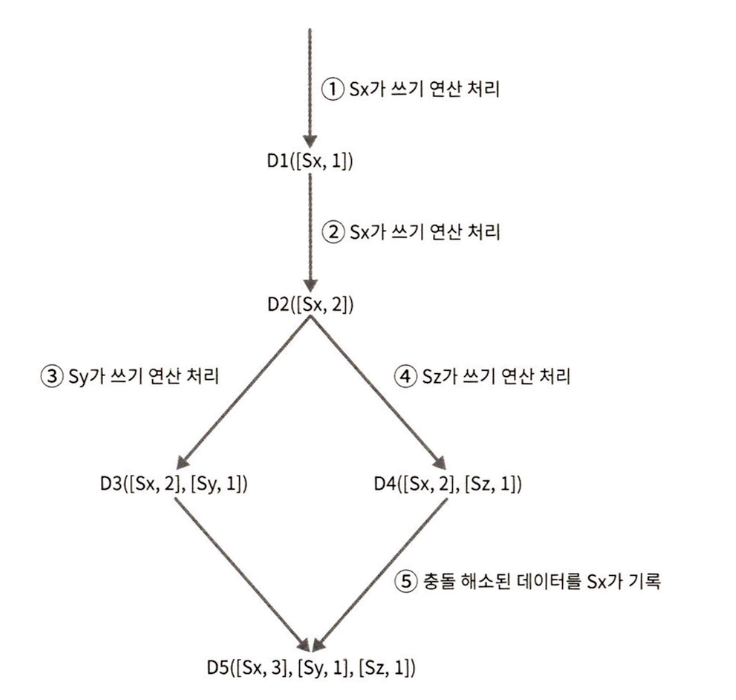 ① Sx가 쓰기 연산 처리
D1([Sx, 1])
② Sx가 쓰기 연산 처리
D2([Sx, 2])
③ Sy가 쓰기 연산 처리
④ Sz가 쓰기 연산 처리
D3([Sx, 2], [Sy, 1])
D4([Sx, 2], [Sz, 1])
⑤ 충돌 해소된 데이터를 Sx가 기록
D5([Sx, 3], [Sy, 1], [Sz, 1])